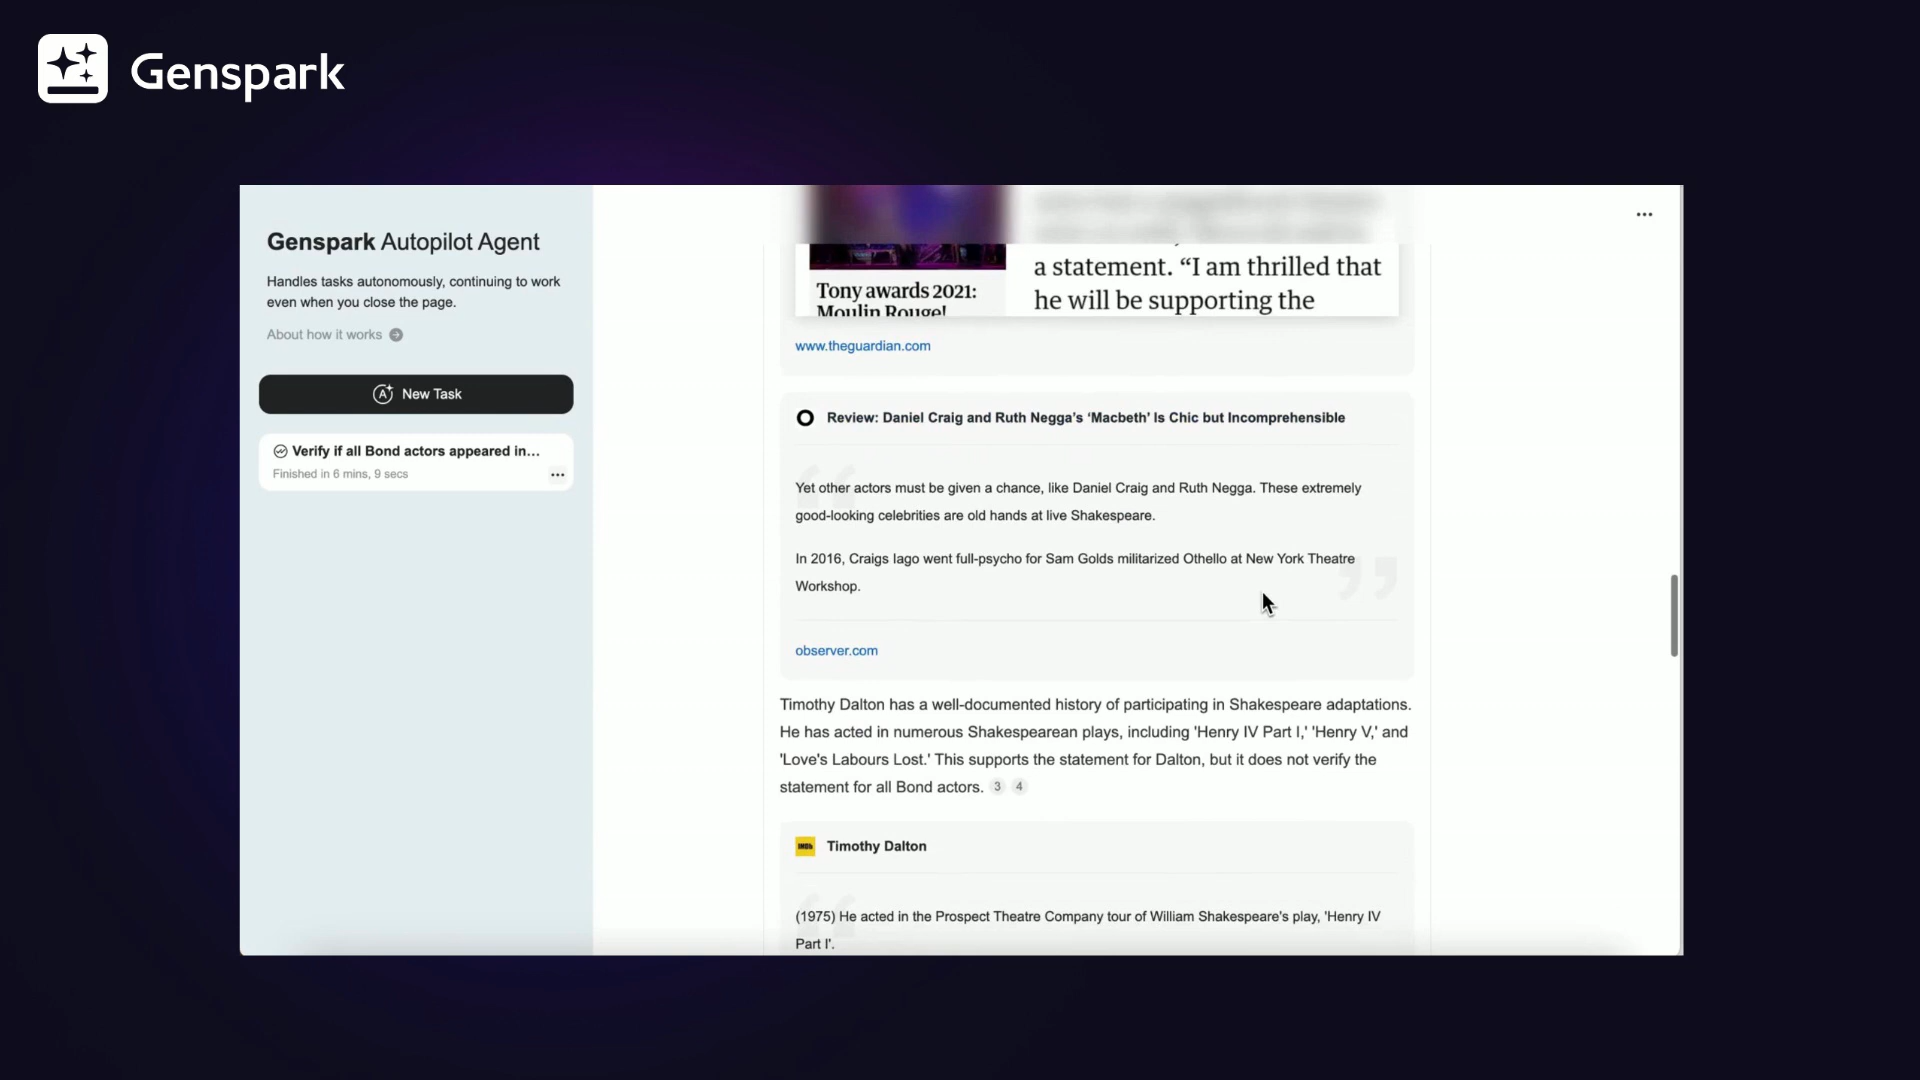 Genspark
Genspark Autopilot Agent
Handles tasks autonomously, continuing to work
even when you close the page.
About how it works
New Task
Verify if all Bond actors appeared in...
Finished in 6 mins, 9 secs
Tony awards 2021:
Moulin Rouge!
a statement. “I am thrilled that
he will be supporting the
www.theguardian.com
Review: Daniel Craig and Ruth Negga’s ‘Macbeth’ Is Chic but Incomprehensible
Yet other actors must be given a chance, like Daniel Craig and Ruth Negga. These extremely
good-looking celebrities are old hands at live Shakespeare.
In 2016, Craigs Iago went full-psycho for Sam Golds militarized Othello at New York Theatre
Workshop.
observer.com
Timothy Dalton has a well-documented history of participating in Shakespeare adaptations.
He has acted in numerous Shakespearean plays, including 'Henry IV Part I,' 'Henry V,' and
'Love's Labours Lost.' This supports the statement for Dalton, but it does not verify the
statement for all Bond actors. 3 4
IMDb Timothy Dalton
(1975) He acted in the Prospect Theatre Company tour of William Shakespeare's play, 'Henry IV
Part I'.